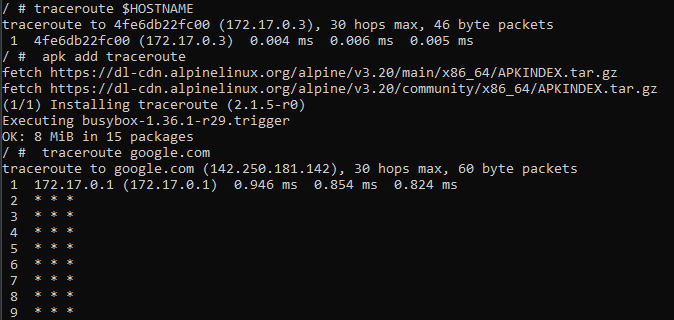 / # traceroute $HOSTNAME
traceroute to 4fe6db22fc00 (172.17.0.3), 30 hops max, 46 byte packets
 1  4fe6db22fc00 (172.17.0.3)  0.004 ms  0.006 ms  0.005 ms
/ #  apk add traceroute
fetch https://dl-cdn.alpinelinux.org/alpine/v3.20/main/x86_64/APKINDEX.tar.gz
fetch https://dl-cdn.alpinelinux.org/alpine/v3.20/community/x86_64/APKINDEX.tar.gz
(1/1) Installing traceroute (2.1.5-r0)
Executing busybox-1.36.1-r29.trigger
OK: 8 MiB in 15 packages
/ #  traceroute google.com
traceroute to google.com (142.250.181.142), 30 hops max, 60 byte packets
 1  172.17.0.1 (172.17.0.1)  0.946 ms  0.854 ms  0.824 ms
 2  * * *
 3  * * *
 4  * * *
 5  * * *
 6  * * *
 7  * * *
 8  * * *
 9  * * *